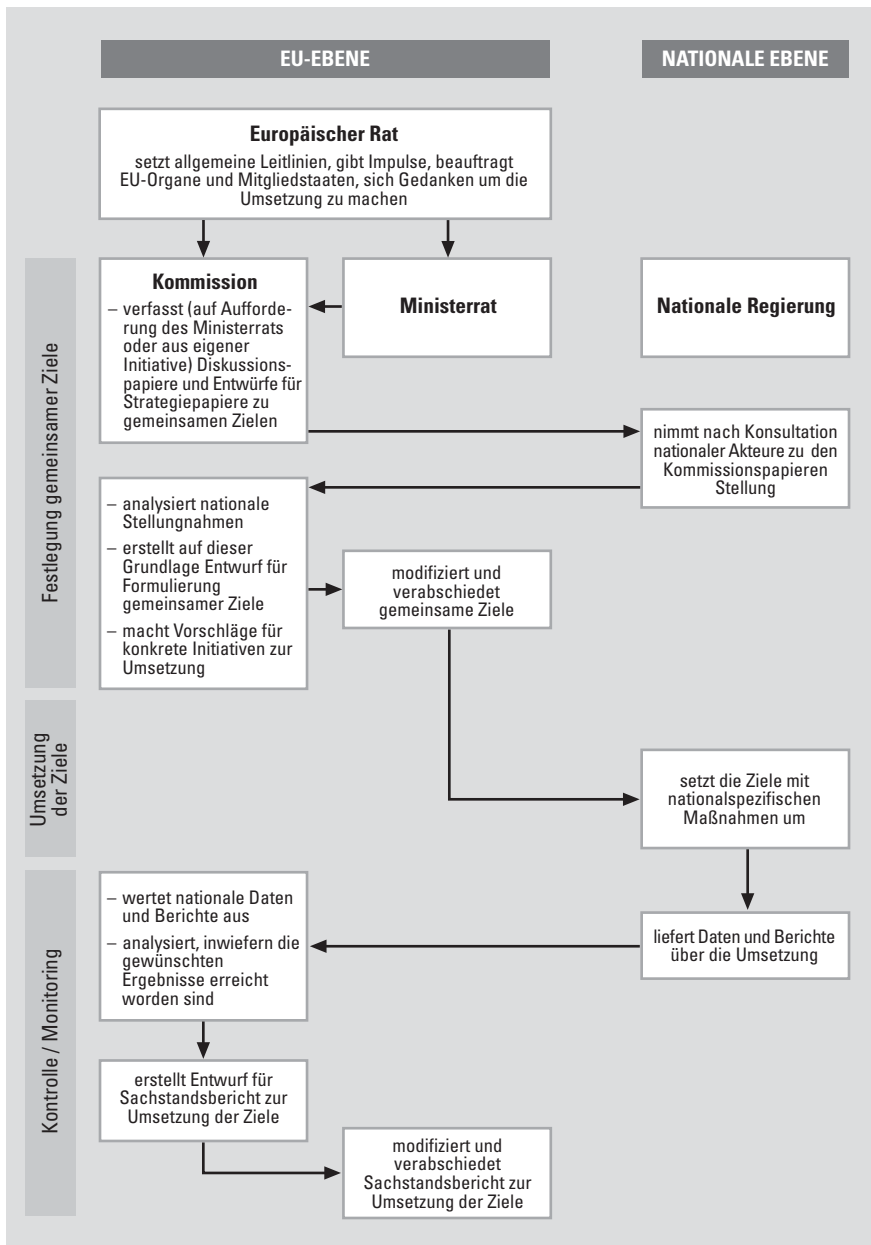 EU-EBENE
NATIONALE EBENE
Europäischer Rat
setzt allgemeine Leitlinien, gibt Impulse, beauftragt
EU-Organe und Mitgliedstaaten, sich Gedanken um die
Umsetzung zu machen
Festlegung gemeinsamer Ziele
Kommission
– verfasst (auf Aufforde-
rung des Ministerrats
oder aus eigener
Initiative) Diskussions-
papiere und Entwürfe für
Strategiepapiere zu
gemeinsamen Zielen
Ministerrat
Nationale Regierung
nimmt nach Konsultation
nationaler Akteure zu den
Kommissionspapieren
Stellung
– analysiert nationale
Stellungnahmen
– erstellt auf dieser
Grundlage Entwurf für
Formulierung
gemeinsamer Ziele
– macht Vorschläge für
konkrete Initiativen zur
Umsetzung
modifiziert und
verabschiedet
gemeinsame Ziele
Umsetzung
der Ziele
setzt die Ziele mit
nationalspezifischen
Maßnahmen um
Kontrolle / Monitoring
– wertet nationale Daten
und Berichte aus
– analysiert, inwiefern die
gewünschten
Ergebnisse erreicht
worden sind
liefert Daten und Berichte
über die Umsetzung
erstellt Entwurf für
Sachstandsbericht zur
Umsetzung der Ziele
modifiziert und
verabschiedet
Sachstandsbericht zur
Umsetzung der Ziele